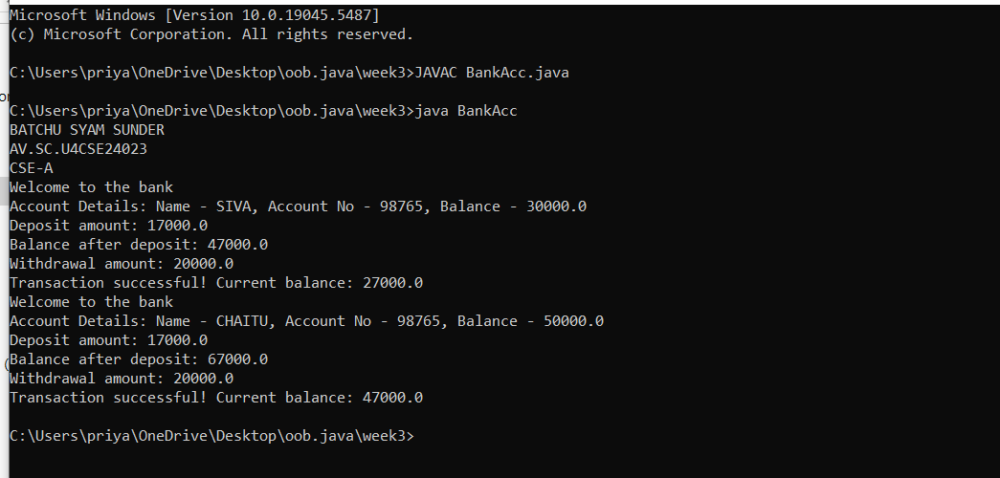 Microsoft Windows [Version 10.0.19045.5487]
(c) Microsoft Corporation. All rights reserved.
C:\Users\priya\OneDrive\Desktop\oob.java\week3>JAVAC BankAcc.java
C:\Users\priya\OneDrive\Desktop\oob.java\week3>java BankAcc
BATCHU SYAM SUNDER
AV.SC.U4CSE24023
CSE-A
Welcome to the bank
Account Details: Name - SIVA, Account No - 98765, Balance - 30000.0
Deposit amount: 17000.0
Balance after deposit: 47000.0
Withdrawal amount: 20000.0
Transaction successful! Current balance: 27000.0
Welcome to the bank
Account Details: Name - CHAITU, Account No - 98765, Balance - 50000.0
Deposit amount: 17000.0
Balance after deposit: 67000.0
Withdrawal amount: 20000.0
Transaction successful! Current balance: 47000.0
C:\Users\priya\OneDrive\Desktop\oob.java\week3>